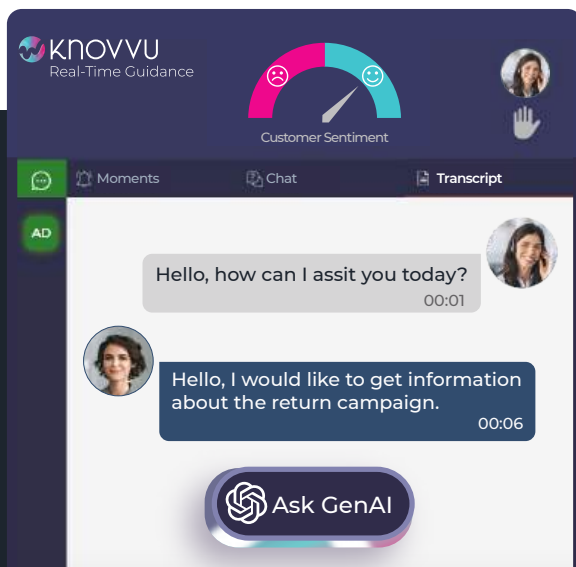 KNOVVU
Real-Time Guidance
Customer Sentiment
Moments
Chat
Transcript
AD
Hello, how can I assit you today?
00:01
Hello, I would like to get information
about the return campaign.
00:06
Ask GenAI